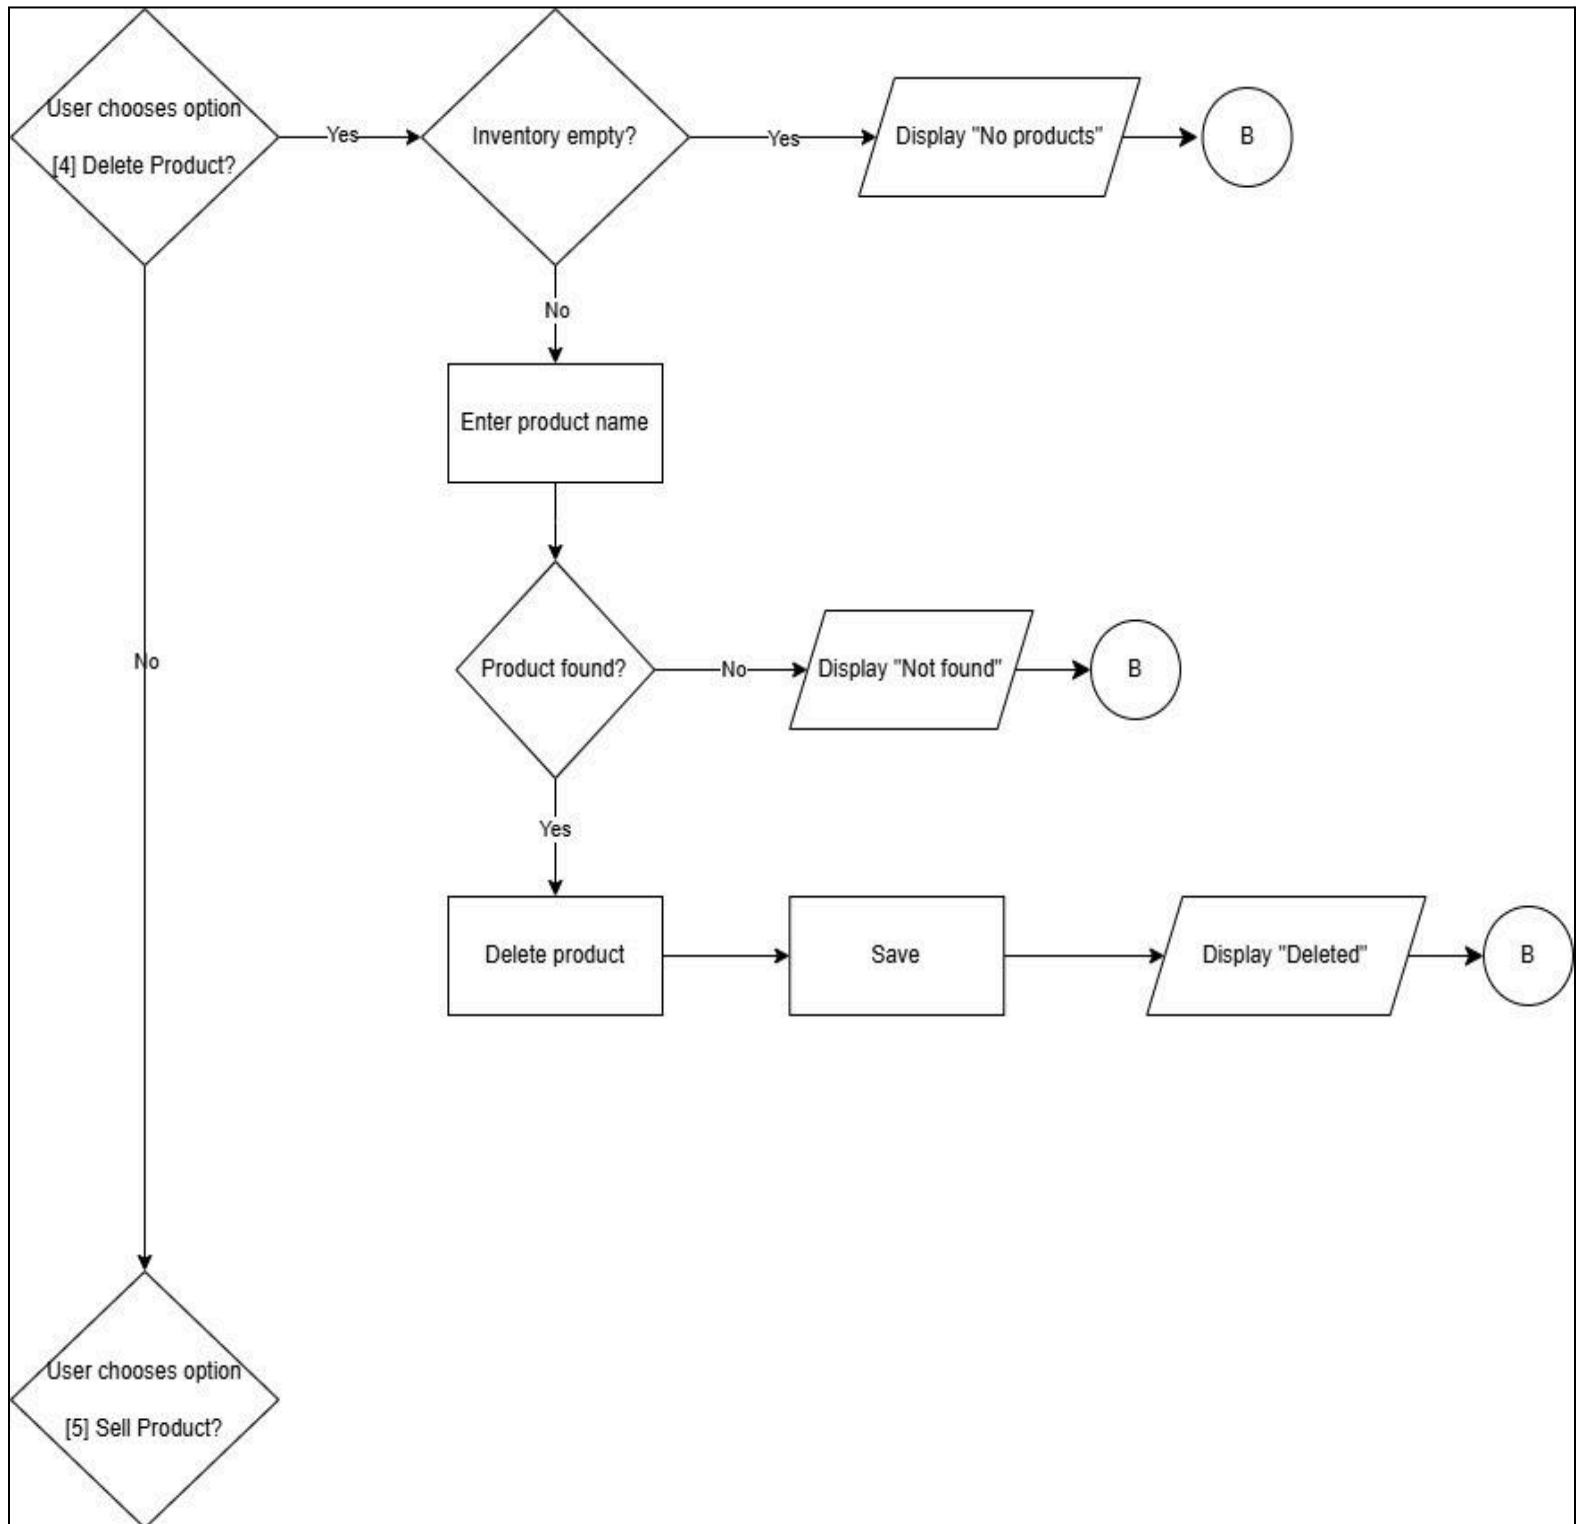 User chooses option
[4] Delete Product?
Yes
Inventory empty?
Yes
Display "No products"
B
No
Enter product name
No
Product found?
No
Display "Not found"
B
Yes
Delete product
Save
Display "Deleted"
B
User chooses option
[5] Sell Product?